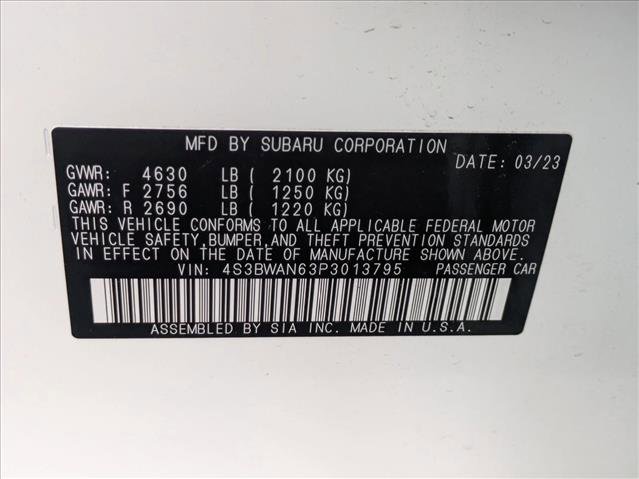 MFD BY SUBARU CORPORATION
DATE: 03/23
GVWR: 4630 LB ( 2100 KG)
GAWR: F 2756 LB ( 1250 KG)
GAWR: R 2690 LB ( 1220 KG)
THIS VEHICLE CONFORMS TO ALL APPLICABLE FEDERAL MOTOR
VEHICLE SAFETY,BUMPER,AND THEFT PREVENTION STANDARDS
IN EFFECT ON THE DATE OF MANUFACTURE SHOWN ABOVE.
VIN: 4S3BWAN63P3013795 PASSENGER CAR
ASSEMBLED BY SIA INC. MADE IN U.S.A.